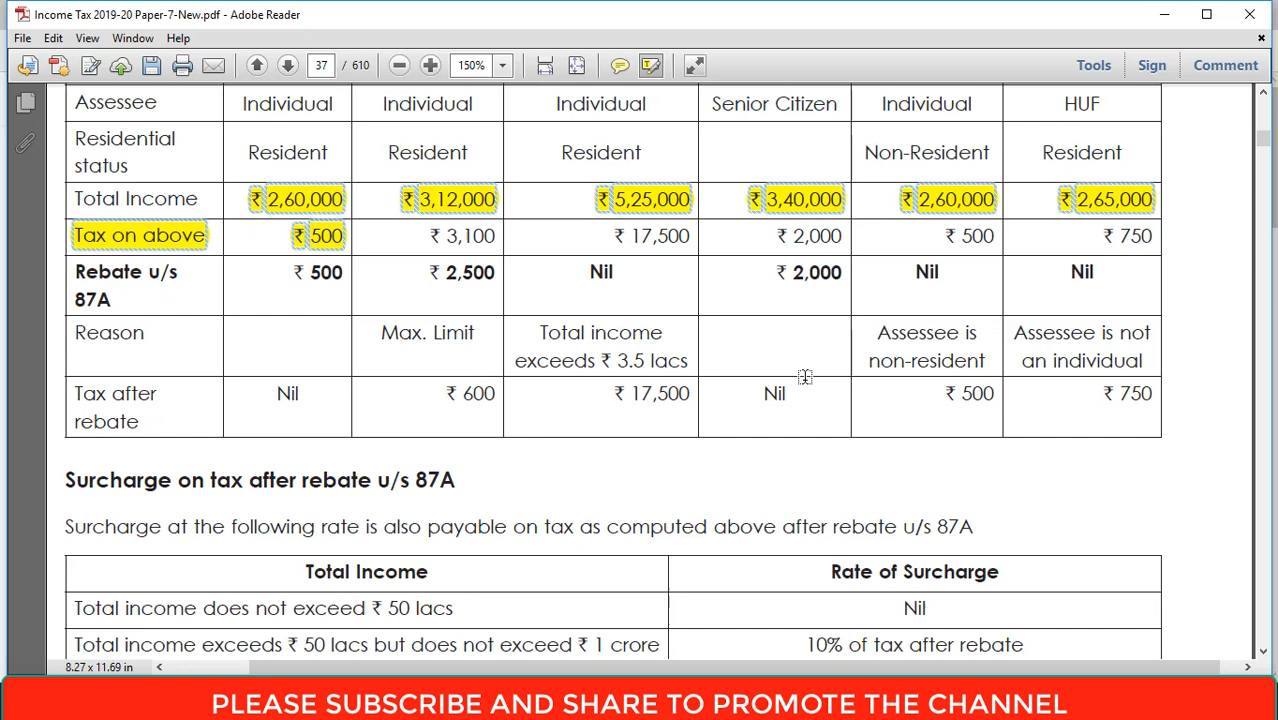 Income Tax 2019-20 Paper-7-New.pdf - Adobe Reader
File Edit View Window Help
37 / 610 150% Tools Sign Comment
Assessee Individual Individual Individual Senior Citizen Individual HUF
Residential status Resident Resident Resident Non-Resident Resident
Total Income ₹ 2,60,000 ₹ 3,12,000 ₹ 5,25,000 ₹ 3,40,000 ₹ 2,60,000 ₹ 2,65,000
Tax on above ₹ 500 ₹ 3,100 ₹ 17,500 ₹ 2,000 ₹ 500 ₹ 750
Rebate u/s 87A ₹ 500 ₹ 2,500 Nil ₹ 2,000 Nil Nil
Reason Max. Limit Total income exceeds ₹ 3.5 lacs Assessee is non-resident Assessee is not an individual
Tax after rebate Nil ₹ 600 ₹ 17,500 Nil ₹ 500 ₹ 750
Surcharge on tax after rebate u/s 87A
Surcharge at the following rate is also payable on tax as computed above after rebate u/s 87A
Total Income Rate of Surcharge
Total income does not exceed ₹ 50 lacs Nil
Total income exceeds ₹ 50 lacs but does not exceed ₹ 1 crore 10% of tax after rebate
8.27 x 11.69 in
PLEASE SUBSCRIBE AND SHARE TO PROMOTE THE CHANNEL